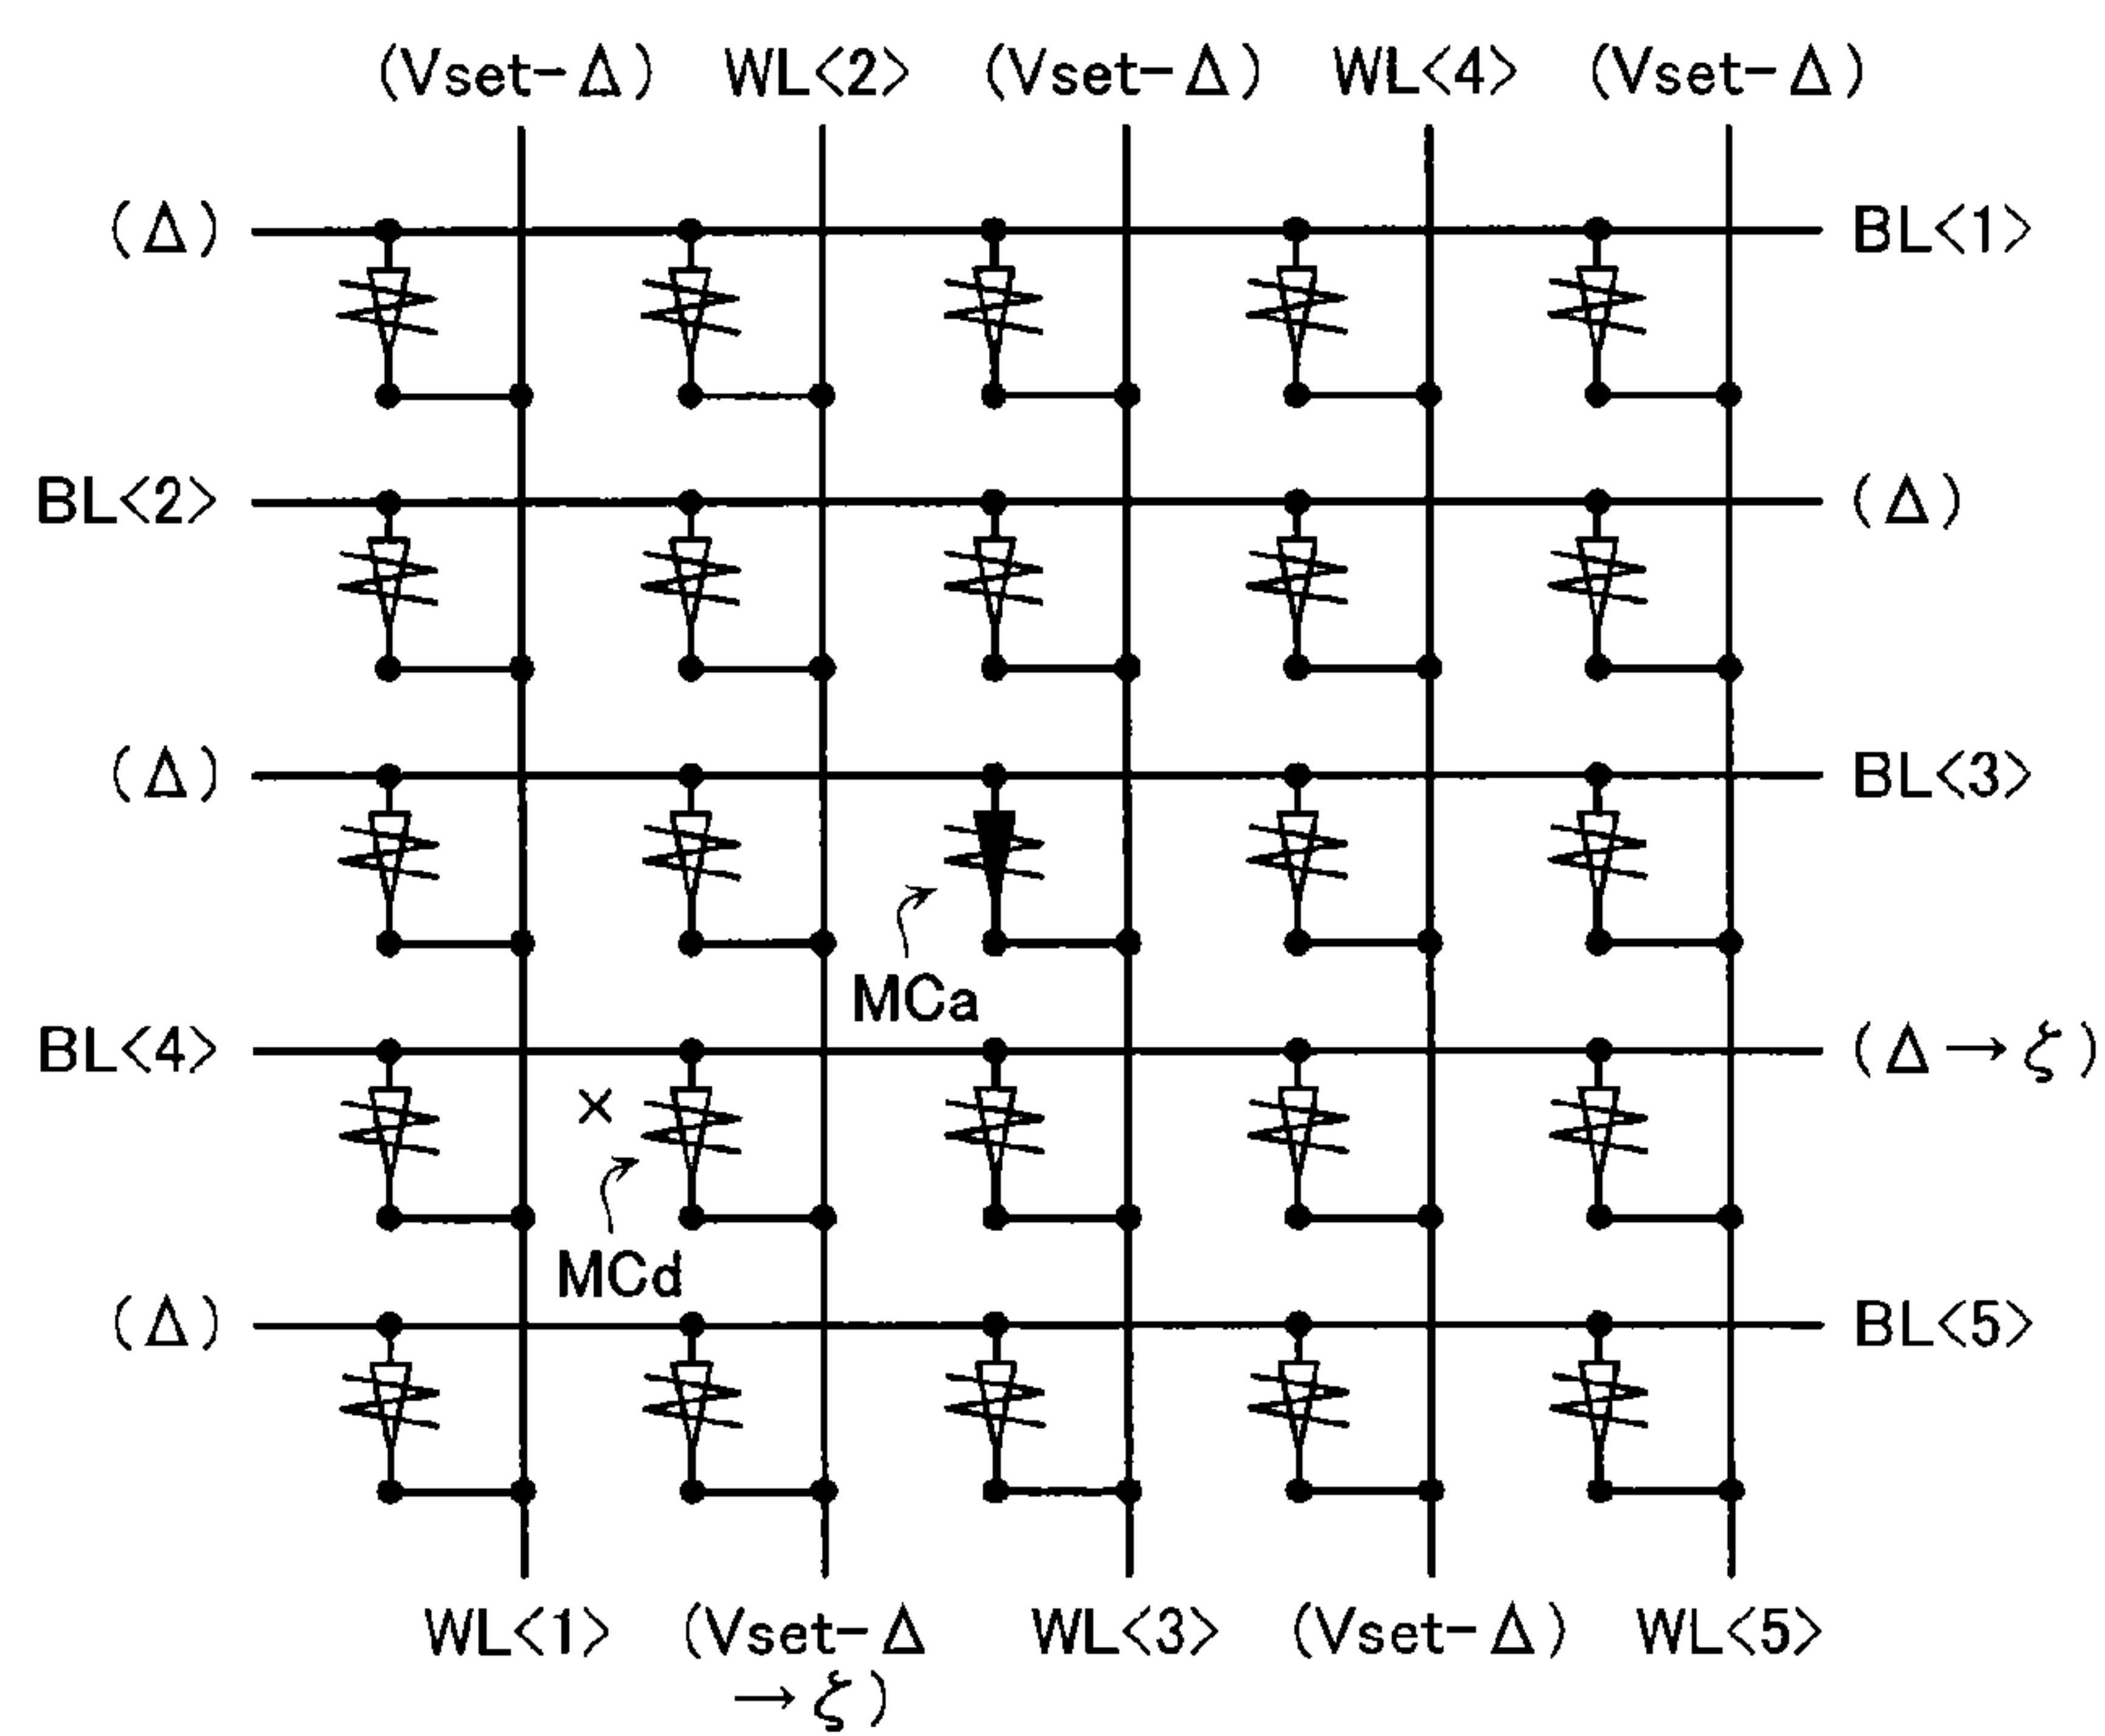 (Vset-Δ) WL<2> (Vset-Δ) WL<4> (Vset-Δ)
(Δ) BL<1>
BL<2> (Δ)
(Δ) BL<3>
MCa
BL<4> (Δ→ζ)
×
MCd
(Δ) BL<5>
WL<1> (Vset-Δ WL<3> (Vset-Δ) WL<5>
→ζ)